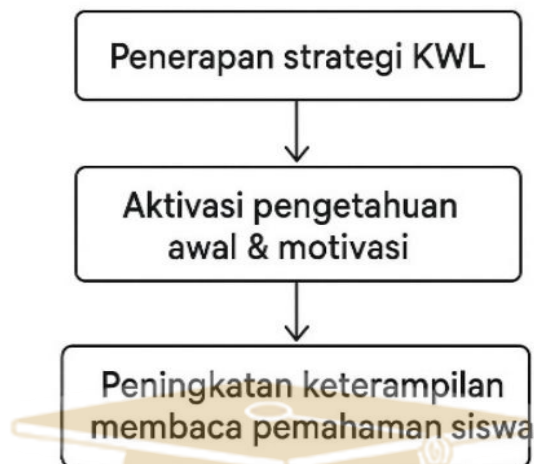 Penerapan strategi KWL
Aktivasi pengetahuan
awal & motivasi
Peningkatan keterampilan
membaca pemahaman siswa